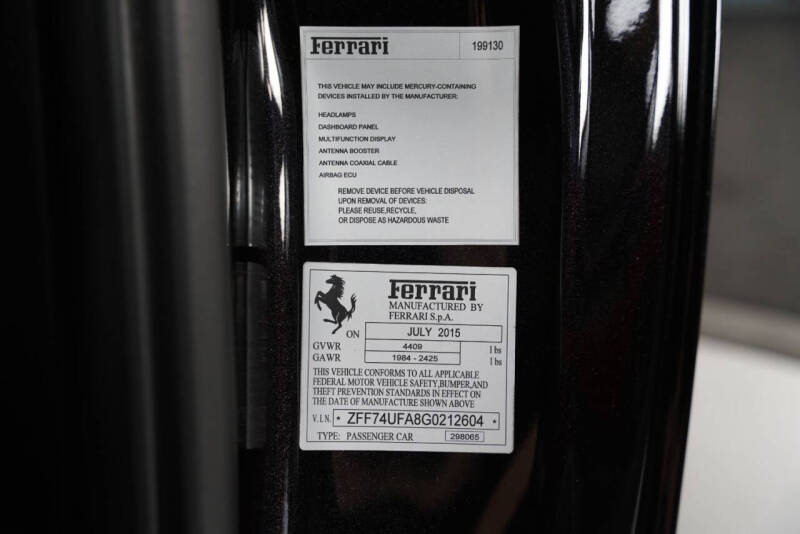 Ferrari 199130
THIS VEHICLE MAY INCLUDE MERCURY-CONTAINING
DEVICES INSTALLED BY THE MANUFACTURER:
HEADLAMPS
DASHBOARD PANEL
MULTIFUNCTION DISPLAY
ANTENNA BOOSTER
ANTENNA COAXIAL CABLE
AIRBAG ECU
REMOVE DEVICE BEFORE VEHICLE DISPOSAL
UPON REMOVAL OF DEVICES:
PLEASE REUSE,RECYCLE,
OR DISPOSE AS HAZARDOUS WASTE
Ferrari
MANUFACTURED BY
FERRARI S.p.A.
ON JULY 2015
GVWR 4409 lbs
GAWR 1984 - 2425 lbs
THIS VEHICLE CONFORMS TO ALL APPLICABLE
FEDERAL MOTOR VEHICLE SAFETY,BUMPER,AND
THEFT PREVENTION STANDARDS IN EFFECT ON
THE DATE OF MANUFACTURE SHOWN ABOVE
V.I.N. * ZFF74UFA8G0212604 *
TYPE: PASSENGER CAR 298065